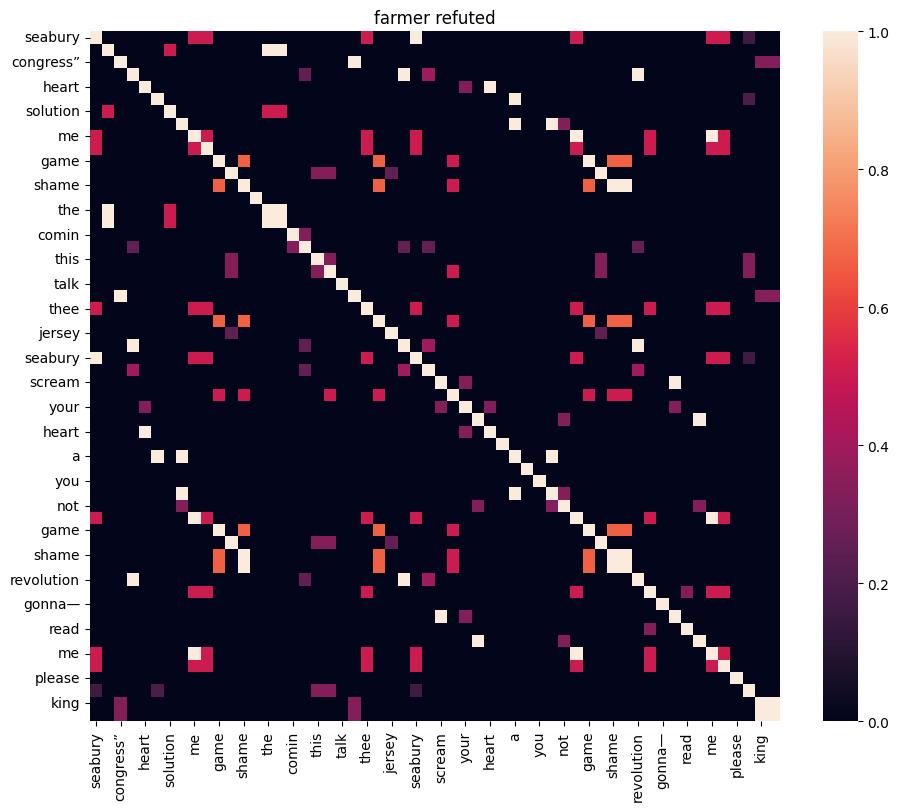 farmer refuted
seabury
congress”
heart
solution
me
game
shame
the
comin
this
talk
thee
jersey
seabury
scream
your
heart
a
you
not
game
shame
revolution
gonna—
read
me
please
king
1.0
0.8
0.6
0.4
0.2
0.0
seabury
congress”
heart
solution
me
game
shame
the
comin
this
talk
thee
jersey
seabury
scream
your
heart
a
you
not
game
shame
revolution
gonna—
read
me
please
king